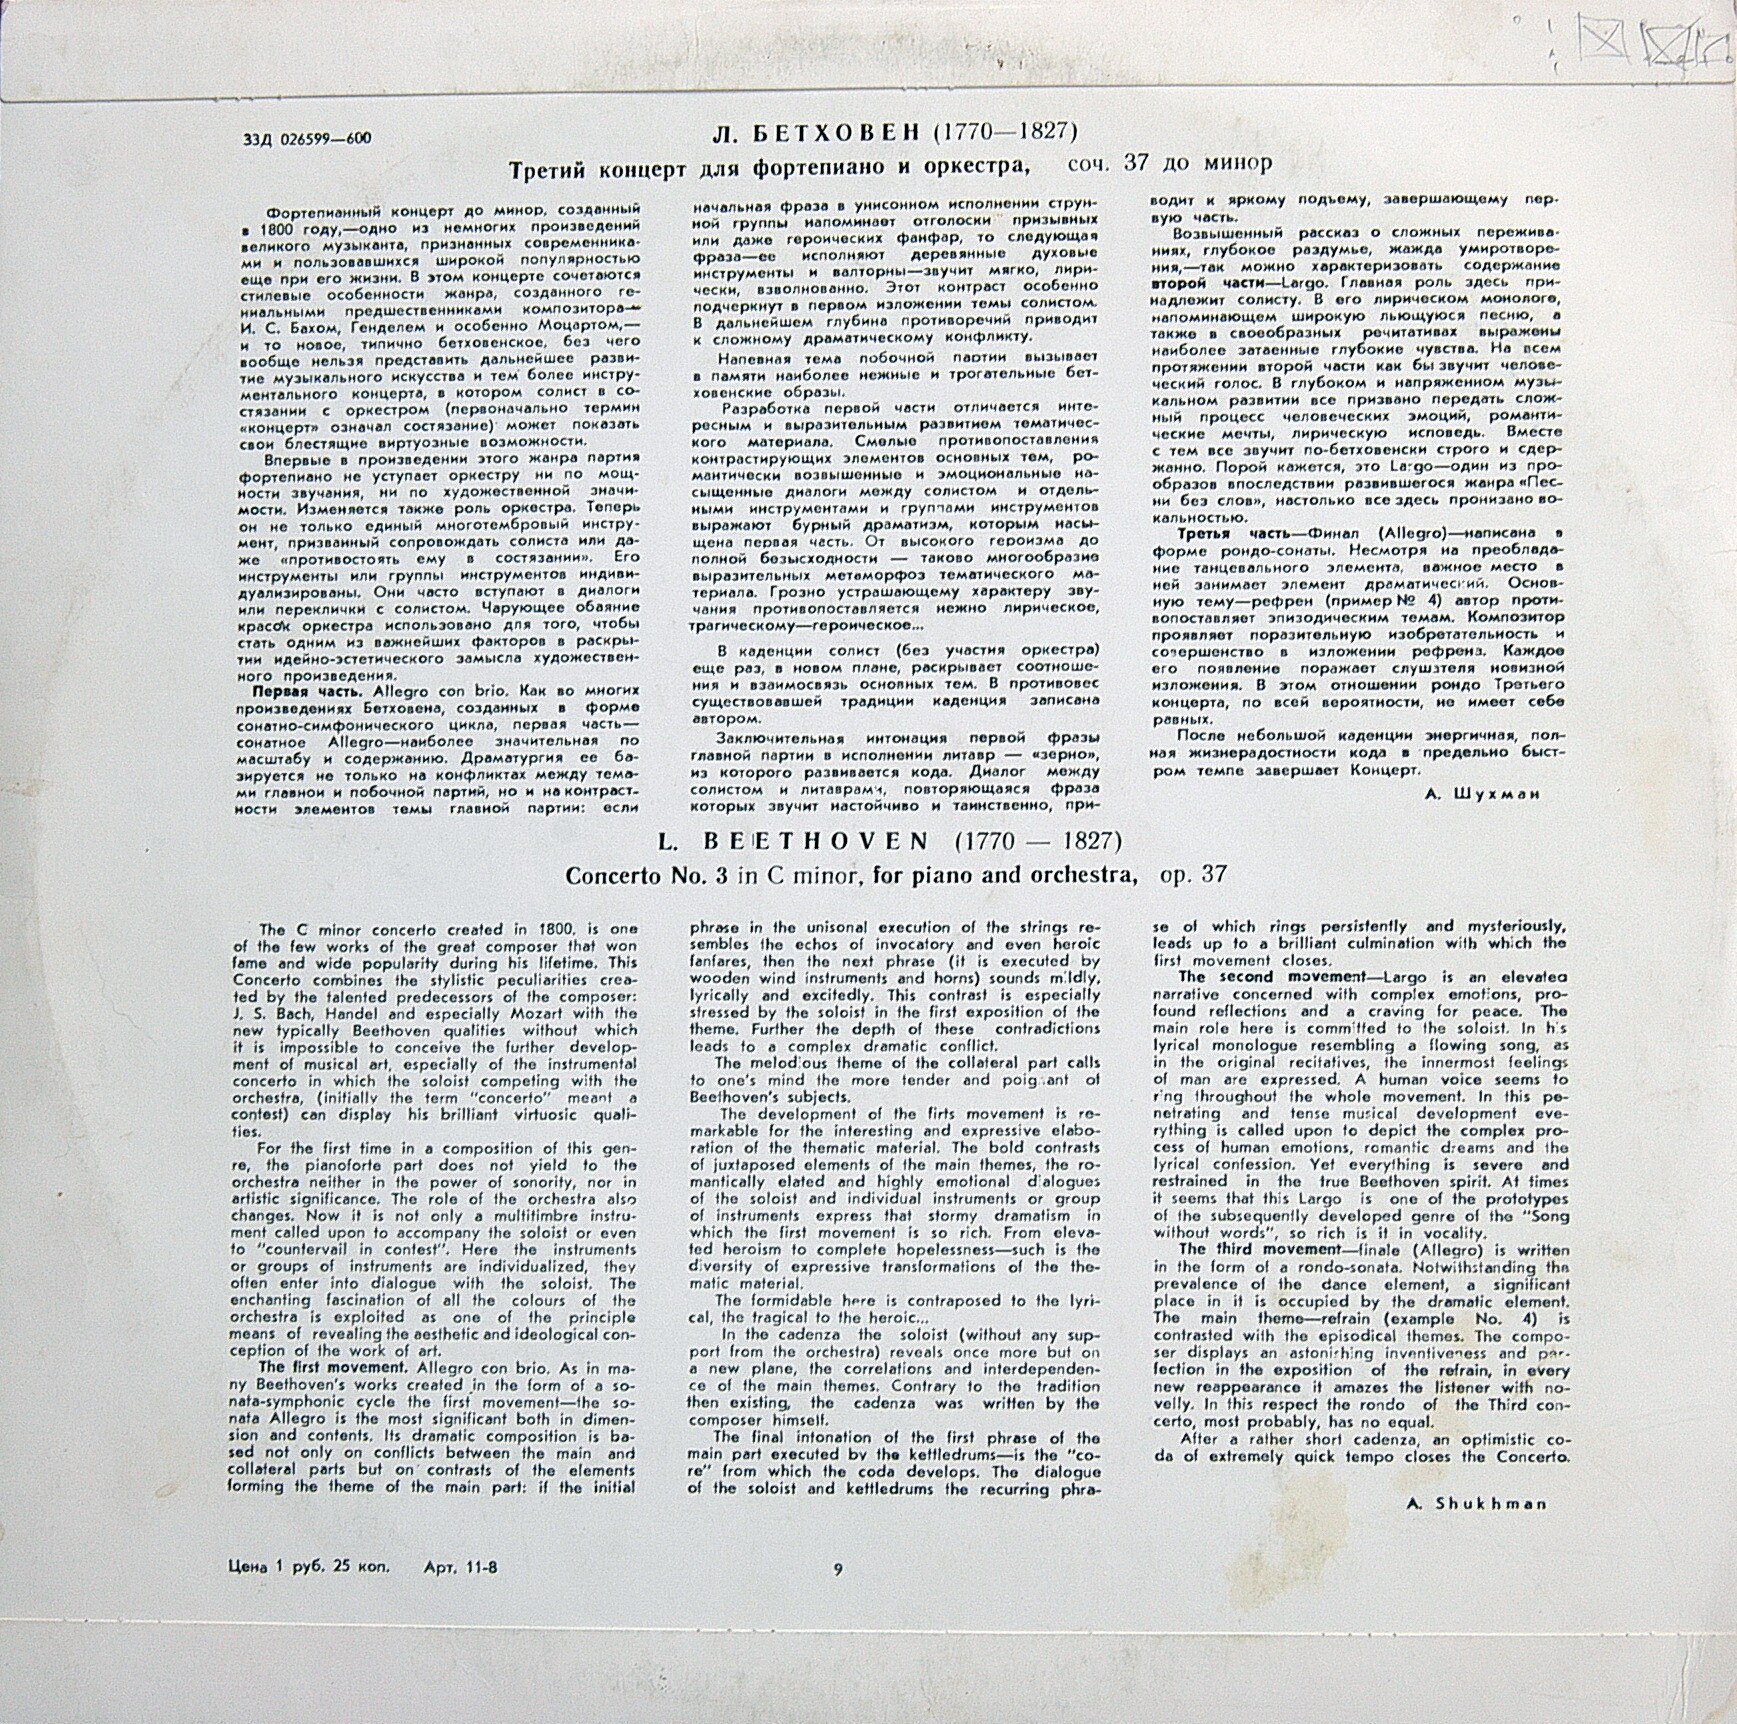 33Д 026599—600
Л. БЕТХОВЕН (1770—1827)
Третий концерт для фортепиано и оркестра, соч. 37 до минор
Фортепианный концерт до минор, созданный
в 1800 году,—одно из немногих произведений
великого музыканта, признанных современника-
ми и пользовавшихся широкой популярностью
еще при его жизни. В этом концерте сочетаются
стилевые особенности жанра, созданного ге-
ниальными предшественниками композитора—
И. С. Бахом, Генделем и особенно Моцартом,—
и то новое, типично бетховенское, без чего
вообще нельзя представить дальнейшее разви-
тие музыкального искусства и тем более инстру-
ментального концерта, в котором солист в со-
стязании с оркестром (первоначально термин
«концерт» означал состязание) может показать
свои блестящие виртуозные возможности.
Впервые в произведении этого жанра партия
фортепиано не уступает оркестру ни по мощ-
ности звучания, ни по художественной значи-
мости. Изменяется также роль оркестра. Теперь
он не только единый многотембровый инстру-
мент, призванный сопровождать солиста или да-
же «противостоять ему в состязании». Его
инструменты или группы инструментов индиви-
дуализированы. Они часто вступают в диалоги
или переклички с солистом. Чарующее обаяние
красок оркестра использовано для того, чтобы
стать одним из важнейших факторов в раскры-
тии идейно-эстетического замысла художествен-
ного произведения.
Первая часть. Allegro con brio. Как во многих
произведениях Бетховена, созданных в форме
сонатно-симфонического цикла, первая часть—
сонатное Allegro—наиболее значительная по
масштабу и содержанию. Драматургия ее ба-
зируется не только на конфликтах между тема-
ми главной и побочной партий, но и на контраст-
ности элементов темы главной партии: если
начальная фраза в унисонном исполнении струн-
ной группы напоминает отголоски призывных
или даже героических фанфар, то следующая
фраза—ее исполняют деревянные духовые
инструменты и валторны—звучит мягко, лири-
чески, взволнованно. Этот контраст особенно
подчеркнут в первом изложении темы солистом.
В дальнейшем глубина противоречий приводит
к сложному драматическому конфликту.
Напевная тема побочной партии вызывает
в памяти наиболее нежные и трогательные бет-
ховенские образы.
Разработка первой части отличается инте-
ресным и выразительным развитием тематичес-
кого материала. Смелые противопоставления
контрастирующих элементов основных тем, ро-
мантически возвышенные и эмоциональные на-
сыщенные диалоги между солистом и отдель-
ными инструментами и группами инструментов
выражают бурный драматизм, которым насы-
щена первая часть. От высокого героизма до
полной безысходности — таково многообразие
выразительных метаморфоз тематического ма-
териала. Грозно устрашающему характеру зву-
чания противопоставляется нежно лирическое,
трагическому—героическое...
В каденции солист (без участия оркестра)
еще раз, в новом плане, раскрывает соотноше-
ния и взаимосвязь основных тем. В противовес
существовавшей традиции каденция записана
автором.
Заключительная интонация первой фразы
главной партии в исполнении литавр — «зерно»,
из которого развивается кода. Диалог между
солистом и литаврами, повторяющаяся фраза
которых звучит настойчиво и таинственно, при-
водит к яркому подъему, завершающему пер-
вую часть.
Возвышенный рассказ о сложных пережива-
ниях, глубокое раздумье, жажда умиротворе-
ния,—так можно характеризовать содержание
второй части—Largo. Главная роль здесь при-
надлежит солисту. В его лирическом монологе,
напоминающем широкую льющуюся песню, а
также в своеобразных речитативах выражены
наиболее затаенные глубокие чувства. На всем
протяжении второй части как бы звучит челове-
ческий голос. В глубоком и напряженном музы-
кальном развитии все призвано передать слож-
ный процесс человеческих эмоций, романти-
ческие мечты, лирическую исповедь. Вместе
с тем все звучит по-бетховенски строго и сдер-
жанно. Порой кажется, это Largo—один из про-
образов впоследствии развившегося жанра «Пес-
ни без слов», настолько все здесь пронизано во-
кальностью.
Третья часть—Финал (Allegro)—написана в
форме рондо-сонаты. Несмотря на преоблада-
ние танцевального элемента, важное место в
ней занимает элемент драматический. Основ-
ную тему—рефрен (пример № 4) автор проти-
вопоставляет эпизодическим темам. Композитор
проявляет поразительную изобретательность и
совершенство в изложении рефрена. Каждое
его появление поражает слушателя новизной
изложения. В этом отношении рондо Третьего
концерта, по всей вероятности, не имеет себе
равных.
После небольшой каденции энергичная, пол-
ная жизнерадостности кода в предельно быст-
ром темпе завершает Концерт.
А. Шухман
L. BEETHOVEN (1770 — 1827)
Concerto No. 3 in C minor, for piano and orchestra, op. 37
The C minor concerto created in 1800, is one
of the few works of the great composer that won
fame and wide popularity during his lifetime. This
Concerto combines the stylistic peculiarities crea-
ted by the talented predecessors of the composer:
J. S. Bach, Handel and especially Mozart with the
new typically Beethoven qualities without which
it is impossible to conceive the further develop-
ment of musical art, especially of the instrumental
concerto in which the soloist competing with the
orchestra, (initially the term "concerto" meant a
contest) can display his brilliant virtuosic quali-
ties.
For the first time in a composition of this gen-
re, the pianoforte part does not yield to the
orchestra neither in the power of sonority, nor in
artistic significance. The role of the orchestra also
changes. Now it is not only a multitimbre instru-
ment called upon to accompany the soloist or even
to "countervail in contest". Here the instruments
or groups of instruments are individualized, they
often enter into dialogue with the soloist. The
enchanting fascination of all the colours of the
orchestra is exploited as one of the principle
means of revealing the aesthetic and ideological con-
ception of the work of art.
The first movement. Allegro con brio. As in ma-
ny Beethoven's works created in the form of a so-
nata-symphonic cycle the first movement—the so-
nata Allegro is the most significant both in dimen-
sion and contents. Its dramatic composition is ba-
sed not only on conflicts between the main and
collateral parts but on contrasts of the elements
forming the theme of the main part: if the initial
phrase in the unisonal execution of the strings re-
sembles the echos of invocatory and even heroic
fanfares, then the next phrase (it is executed by
wooden wind instruments and horns) sounds mildly,
lyrically and excitedly. This contrast is especially
stressed by the soloist in the first exposition of the
theme. Further the depth of these contradictions
leads to a complex dramatic conflict.
The melodious theme of the collateral part calls
to one's mind the more tender and poignant of
Beethoven's subjects.
The development of the firts movement is re-
markable for the interesting and expressive elabo-
ration of the thematic material. The bold contrasts
of juxtaposed elements of the main themes, the ro-
mantically elated and highly emotional dialogues
of the soloist and individual instruments or group
of instruments express that stormy dramatism in
which the first movement is so rich. From eleva-
ted heroism to complete hopelessness—such is the
diversity of expressive transformations of the the-
matic material.
The formidable here is contraposed to the lyri-
cal, the tragical to the heroic...
In the cadenza the soloist (without any sup-
port from the orchestra) reveals once more but on
a new plane, the correlations and interdependen-
ce of the main themes. Contrary to the tradition
then existing, the cadenza was written by the
composer himself.
The final intonation of the first phrase of the
main part executed by the kettledrums—is the "co-
re" from which the coda develops. The dialogue
of the soloist and kettledrums the recurring phra-
se of which rings persistently and mysteriously,
leads up to a brilliant culmination with which the
first movement closes.
The second movement—Largo is an elevated
narrative concerned with complex emotions, pro-
found reflections and a craving for peace. The
main role here is committed to the soloist. In his
lyrical monologue resembling a flowing song, as
in the original recitatives, the innermost feelings
of man are expressed. A human voice seems to
ring throughout the whole movement. In this pe-
netrating and tense musical development eve-
rything is called upon to depict the complex pro-
cess of human emotions, romantic dreams and the
lyrical confession. Yet everything is severe and
restrained in the true Beethoven spirit. At times
it seems that this Largo is one of the prototypes
of the subsequently developed genre of the "Song
without words", so rich is it in vocality.
The third movement—finale (Allegro) is written
in the form of a rondo-sonata. Notwithstanding the
prevalence of the dance element, a significant
place in it is occupied by the dramatic element.
The main theme—refrain (example No. 4) is
contrasted with the episodical themes. The compo-
ser displays an astonishing inventiveness and per-
fection in the exposition of the refrain, in every
new reappearance it amazes the listener with no-
velly. In this respect the rondo of the Third con-
certo, most probably, has no equal.
After a rather short cadenza, an optimistic co-
da of extremely quick tempo closes the Concerto.
A. Shukhman
Цена 1 руб. 25 коп. Арт. 11-8
9